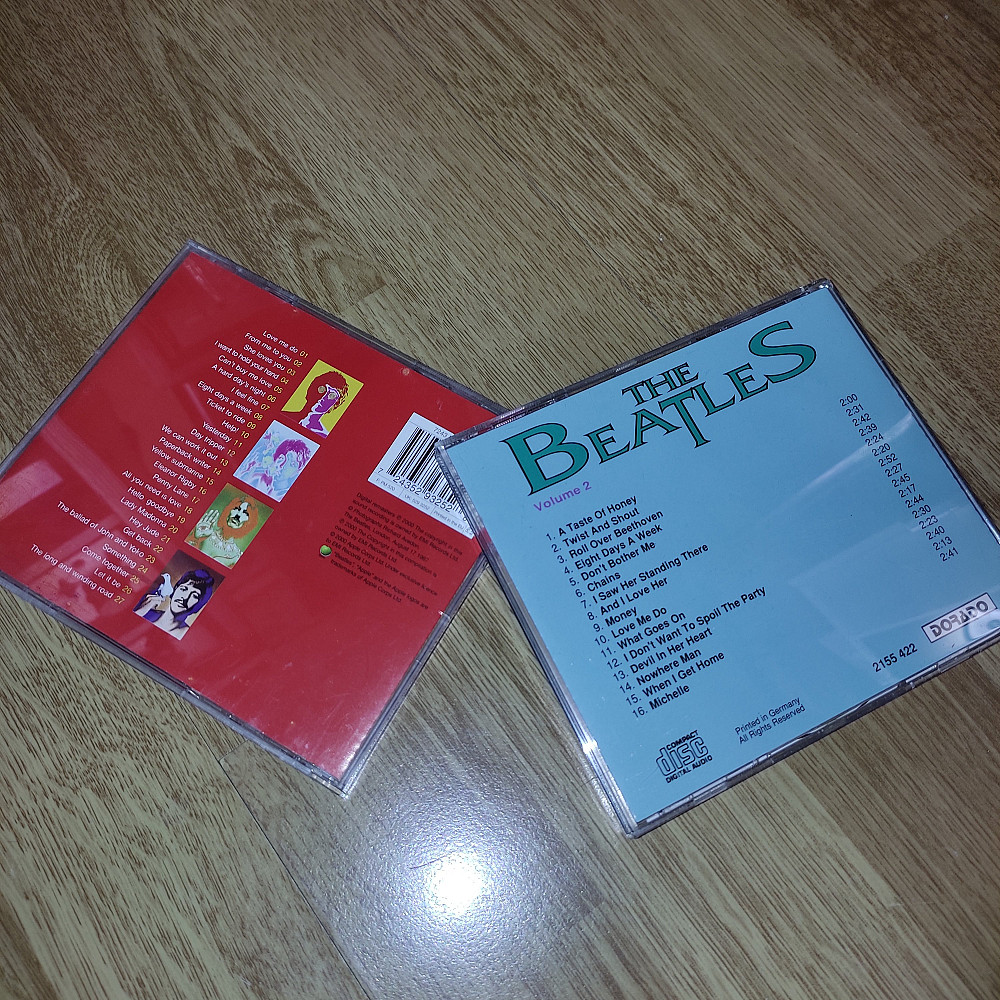 Love me do 01
From me to you 02
She loves you 03
I want to hold your hand 04
Can't buy me love 05
A hard day's night 06
I feel fine 07
Eight days a week 08
Ticket to ride 09
Help! 10
Yesterday 11
Day tripper 12
We can work it out 13
Paperback writer 14
Yellow submarine 15
Eleanor Rigby 16
Penny Lane 17
All you need is love 18
Hello goodbye 19
Lady Madonna 20
Hey Jude 21
Get back 22
The ballad of John and Yoko 23
Something 24
Come together 25
Let it be 26
The long and winding road 27
THE
BEATLES
Volume 2
1. A Taste Of Honey 2:00
2. Twist And Shout 2:31
3. Roll Over Beethoven 2:42
4. Eight Days A Week 2:39
5. Don't Bother Me 2:24
6. Chains 2:20
7. I Saw Her Standing There 2:52
8. And I Love Her 2:27
9. Money 2:45
10. Love Me Do 2:17
11. What Goes On 2:44
12. I Don't Want To Spoil The Party 2:30
13. Devil In Her Heart 2:23
14. Nowhere Man 2:40
15. When I Get Home 2:13
16. Michelle 2:41
COMPACT
disc
DIGITAL AUDIO
Printed in Germany
All Rights Reserved
2155 422
DORADO